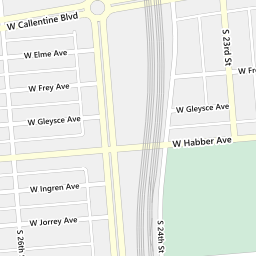 W Callentine Blvd
S 23rd St
W Elme Ave
W Fre
W Frey Ave
W Gleysce Ave
W Gleysce Ave
W Habber Ave
W Ingren Ave
W Jorrey Ave
S 26th S
S 24th St